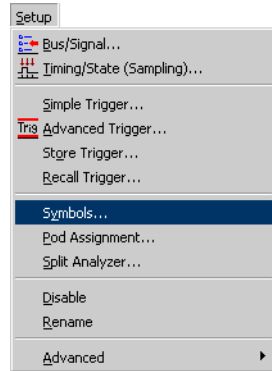 Setup
Bus/Signal...
Timing/State (Sampling)...
Simple Trigger...
Trig Advanced Trigger...
Store Trigger...
Recall Trigger...
Symbols...
Pod Assignment...
Split Analyzer...
Disable
Rename
Advanced